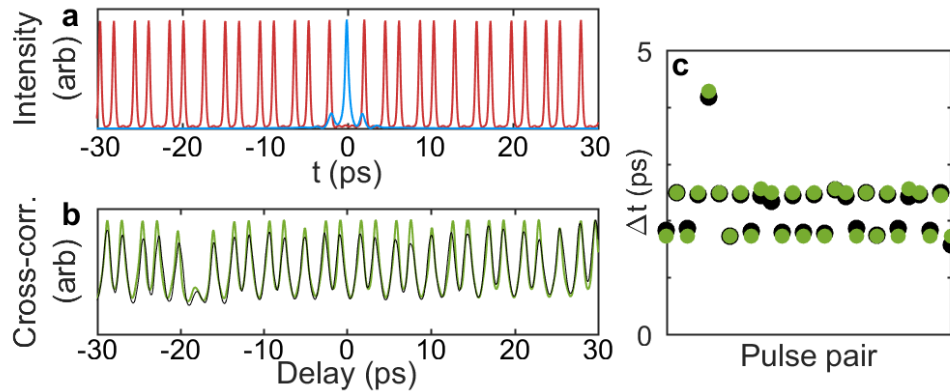 a
Intensity
(arb)
-30 -20 -10 0 10 20 30
t (ps)
b
Cross-corr.
(arb)
-30 -20 -10 0 10 20 30
Delay (ps)
c
5
Δt (ps)
0
Pulse pair